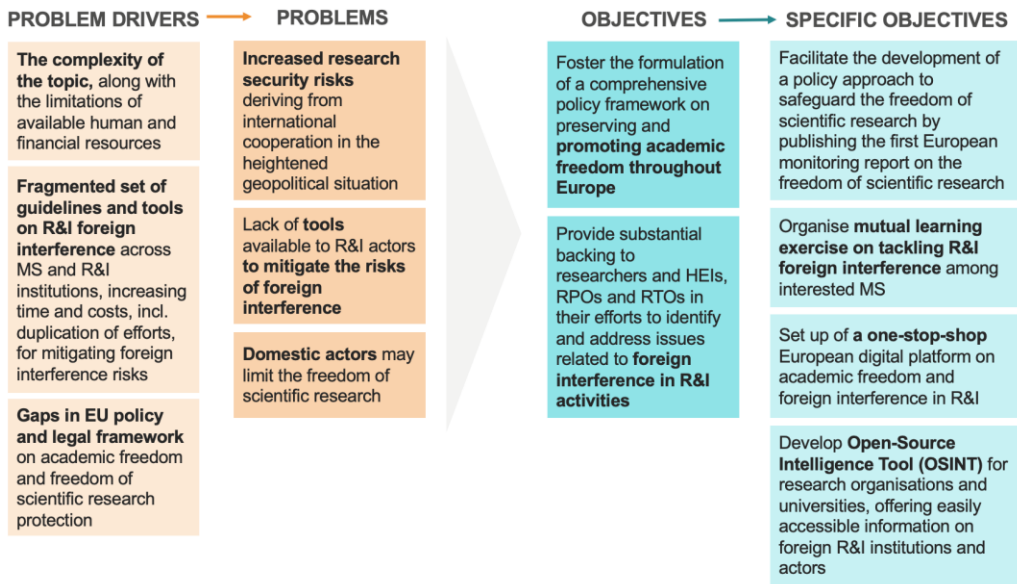 PROBLEM DRIVERS
PROBLEMS
OBJECTIVES
SPECIFIC OBJECTIVES
The complexity of
the topic, along with
the limitations of
available human and
financial resources
Fragmented set of
guidelines and tools
on R&I foreign
interference across
MS and R&I
institutions, increasing
time and costs, incl.
duplication of efforts,
for mitigating foreign
interference risks
Gaps in EU policy
and legal framework
on academic freedom
and freedom of
scientific research
protection
Increased research
security risks
deriving from
international
cooperation in the
heightened
geopolitical situation
Lack of tools
available to R&I actors
to mitigate the risks
of foreign
interference
Domestic actors may
limit the freedom of
scientific research
Foster the formulation
of a comprehensive
policy framework on
preserving and
promoting academic
freedom throughout
Europe
Provide substantial
backing to
researchers and HEIs,
RPOs and RTOs in
their efforts to identify
and address issues
related to foreign
interference in R&I
activities
Facilitate the development of
a policy approach to
safeguard the freedom of
scientific research by
publishing the first European
monitoring report on the
freedom of scientific research
Organise mutual learning
exercise on tackling R&I
foreign interference among
interested MS
Set up of a one-stop-shop
European digital platform on
academic freedom and
foreign interference in R&I
Develop Open-Source
Intelligence Tool (OSINT) for
research organisations and
universities, offering easily
accessible information on
foreign R&I institutions and
actors